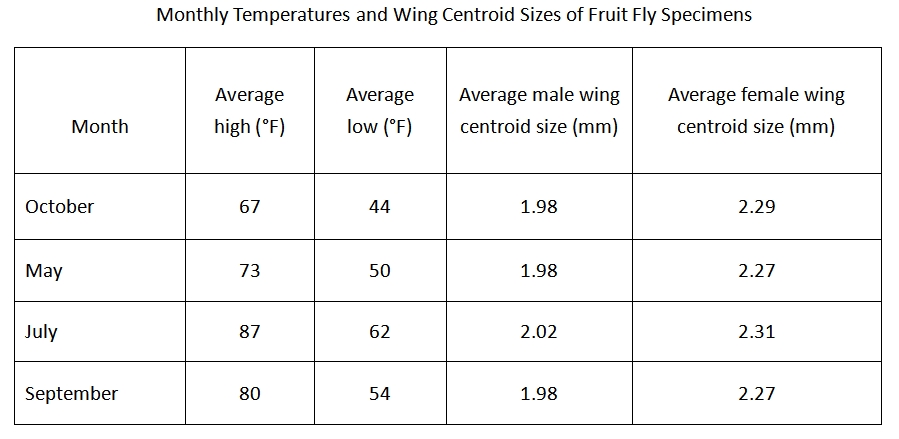 Monthly Temperatures and Wing Centroid Sizes of Fruit Fly Specimens
Month Average high (°F) Average low (°F) Average male wing centroid size (mm) Average female wing centroid size (mm)
October 67 44 1.98 2.29
May 73 50 1.98 2.27
July 87 62 2.02 2.31
September 80 54 1.98 2.27